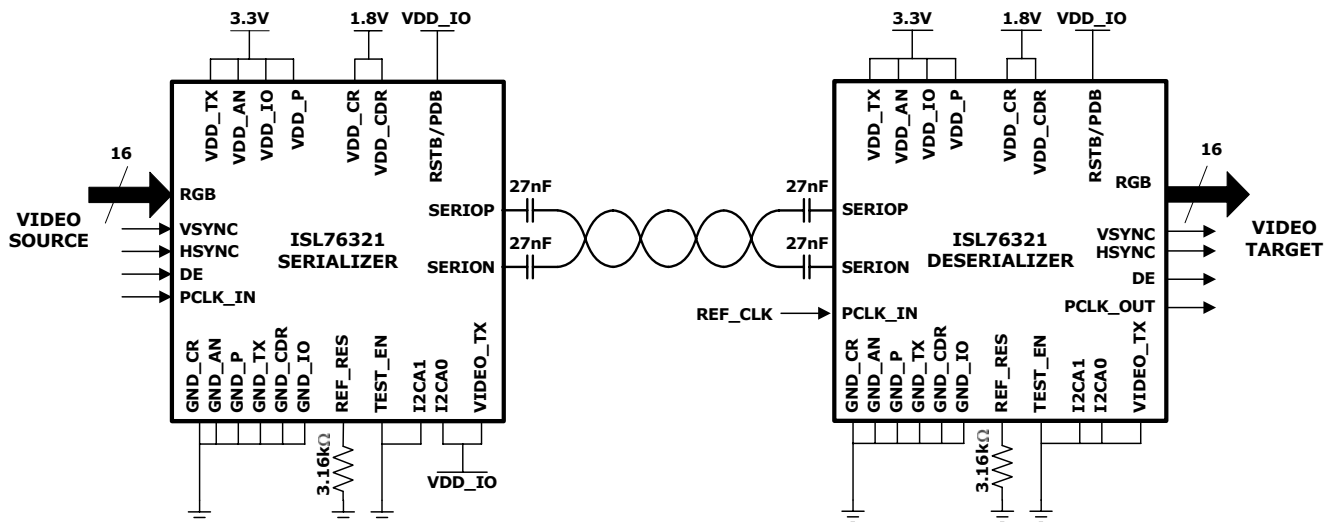 3.3V
1.8V
VDD_IO
3.3V
1.8V
VDD_IO
VDD_TX
VDD_AN
VDD_IO
VDD_P
VDD_CR
VDD_CDR
RSTB/PDB
VDD_TX
VDD_AN
VDD_IO
VDD_P
VDD_CR
VDD_CDR
RSTB/PDB
16
RGB
VIDEO
SOURCE
VSYNC
HSYNC
DE
PCLK_IN
ISL76321
SERIALIZER
SERIOP
SERION
27nF
27nF
27nF
27nF
SERIOP
SERION
REF_CLK
PCLK_IN
ISL76321
DESERIALIZER
RGB
16
VSYNC
HSYNC
DE
PCLK_OUT
VIDEO
TARGET
GND_CR
GND_AN
GND_P
GND_TX
GND_CDR
GND_IO
REF_RES
TEST_EN
I2CA1
I2CA0
VIDEO_TX
3.16kΩ
VDD_IO
GND_CR
GND_AN
GND_P
GND_TX
GND_CDR
GND_IO
REF_RES
TEST_EN
I2CA1
I2CA0
VIDEO_TX
3.16kΩ